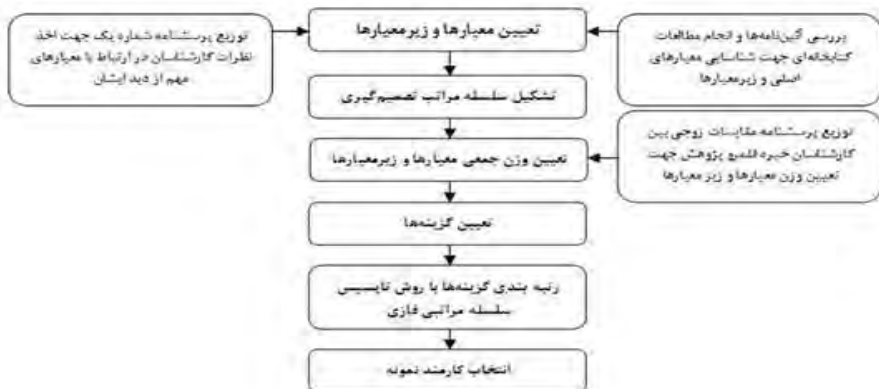 تعیین معیارها و زیرمعیارها
توزیع پرسشنامه شماره یک جهت اخذ
نظرات کارشناسان در ارتباط با معیارهای
مهم از دید ایشان
بررسی آئین‌نامه‌ها و انجام مطالعات
کتابخانه‌ای جهت شناسایی معیارهای
اصلی و زیرمعیارها
تشکیل سلسله مراتب تصمیم‌گیری
تعیین وزن جمعی معیارها و زیرمعیارها
توزیع پرسشنامه مقایسات زوجی بین
کارشناسان خبره قلمرو پژوهش جهت
تعیین وزن معیارها و زیر معیارها
تعیین گزینه‌ها
رتبه بندی گزینه‌ها با روش تاپسیس
سلسله مراتبی فازی
انتخاب کارمند نمونه